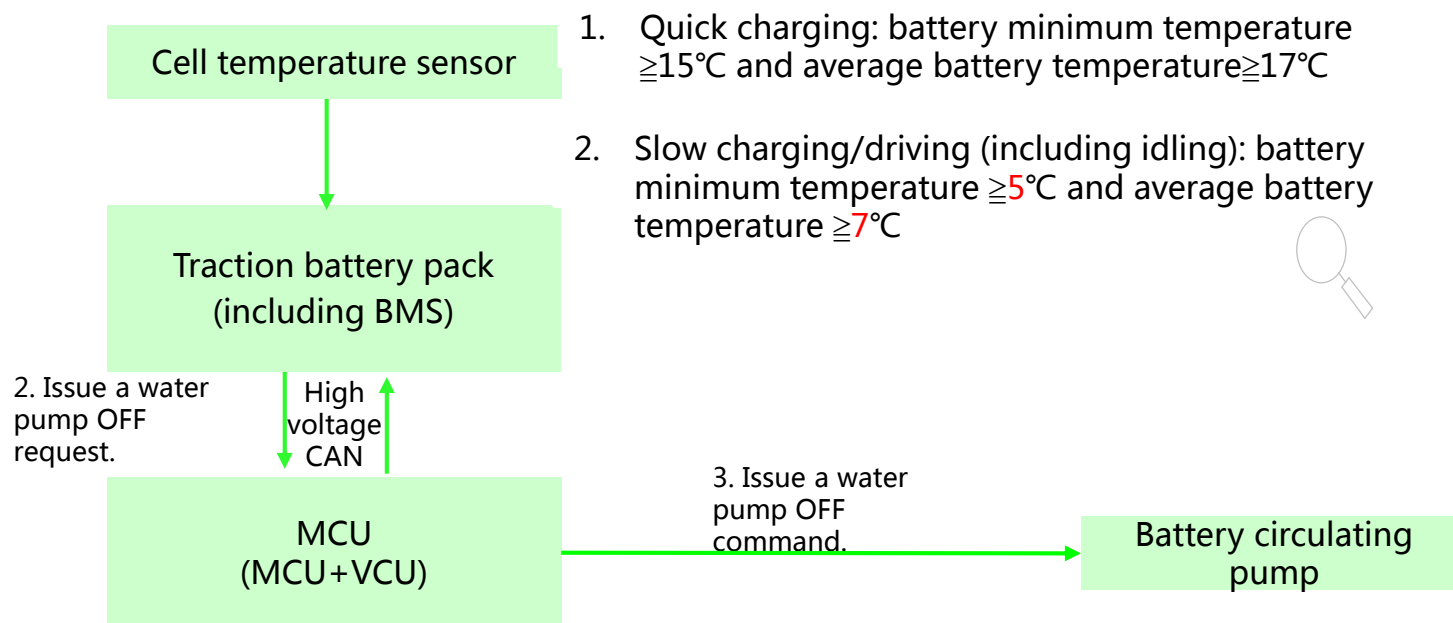 Cell temperature sensor
1. Quick charging: battery minimum temperature
≧15℃ and average battery temperature≧17℃
2. Slow charging/driving (including idling): battery
minimum temperature ≧5℃ and average battery
temperature ≧7℃
Traction battery pack
(including BMS)
2. Issue a water
pump OFF
request.
High
voltage
CAN
MCU
(MCU+VCU)
3. Issue a water
pump OFF
command.
Battery circulating
pump